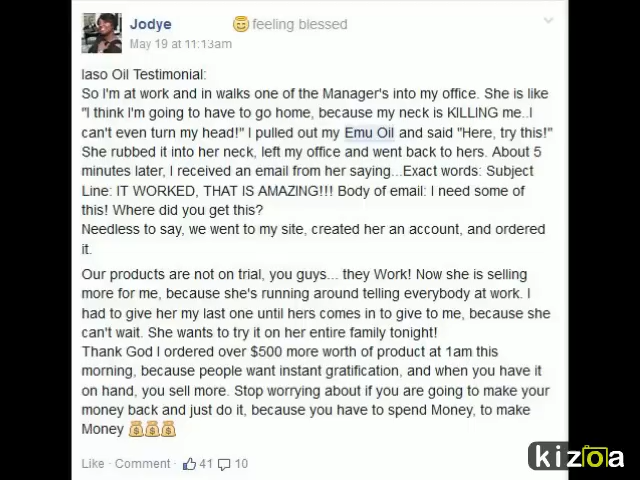 Jodye
feeling blessed
May 19 at 11:13am
Iaso Oil Testimonial:
So I'm at work and in walks one of the Manager's into my office. She is like
"I think I'm going to have to go home, because my neck is KILLING me..I
can't even turn my head!" I pulled out my Emu Oil and said "Here, try this!"
She rubbed it into her neck, left my office and went back to hers. About 5
minutes later, I received an email from her saying...Exact words: Subject
Line: IT WORKED, THAT IS AMAZING!!! Body of email: I need some of
this! Where did you get this?
Needless to say, we went to my site, created her an account, and ordered
it.
Our products are not on trial, you guys... they Work! Now she is selling
more for me, because she's running around telling everybody at work. I
had to give her my last one until hers comes in to give to me, because she
can't wait. She wants to try it on her entire family tonight!
Thank God I ordered over $500 more worth of product at 1am this
morning, because people want instant gratification, and when you have it
on hand, you sell more. Stop worrying about if you are going to make your
money back and just do it, because you have to spend Money, to make
Money 💰💰💰
Like · Comment · 41 10
kizoa